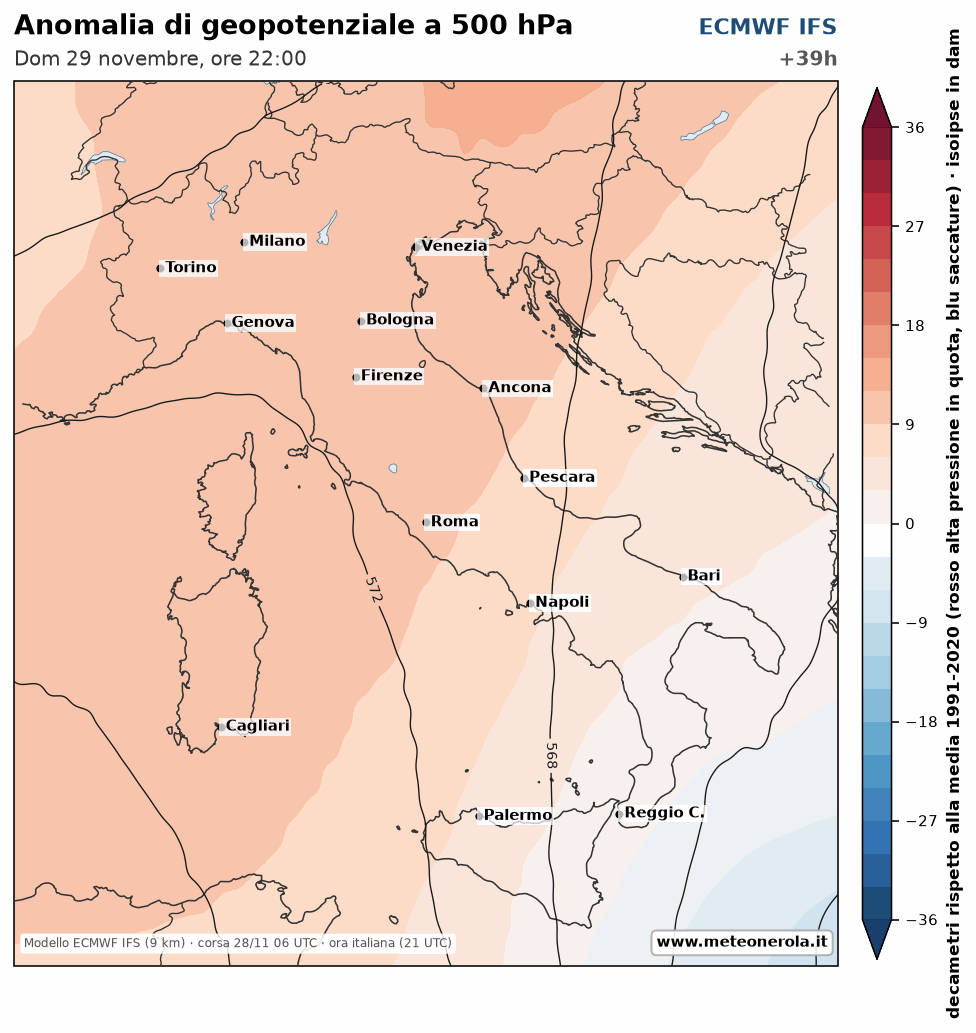 Anomalia di geopotenziale a 500 hPa
ECMWF IFS
Dom 29 novembre, ore 22:00
+39h
Milano
Venezia
Torino
Genova
Bologna
Firenze
Ancona
Pescara
Roma
Bari
572
Napoli
Cagliari
568
Palermo
Reggio C.
Modello ECMWF IFS (9 km) · corsa 28/11 06 UTC · ora italiana (21 UTC)
www.meteonerola.it
36
27
18
9
0
−9
−18
−27
−36
decametri rispetto alla media 1991-2020 (rosso alta pressione in quota, blu saccature) · isoipse in dam